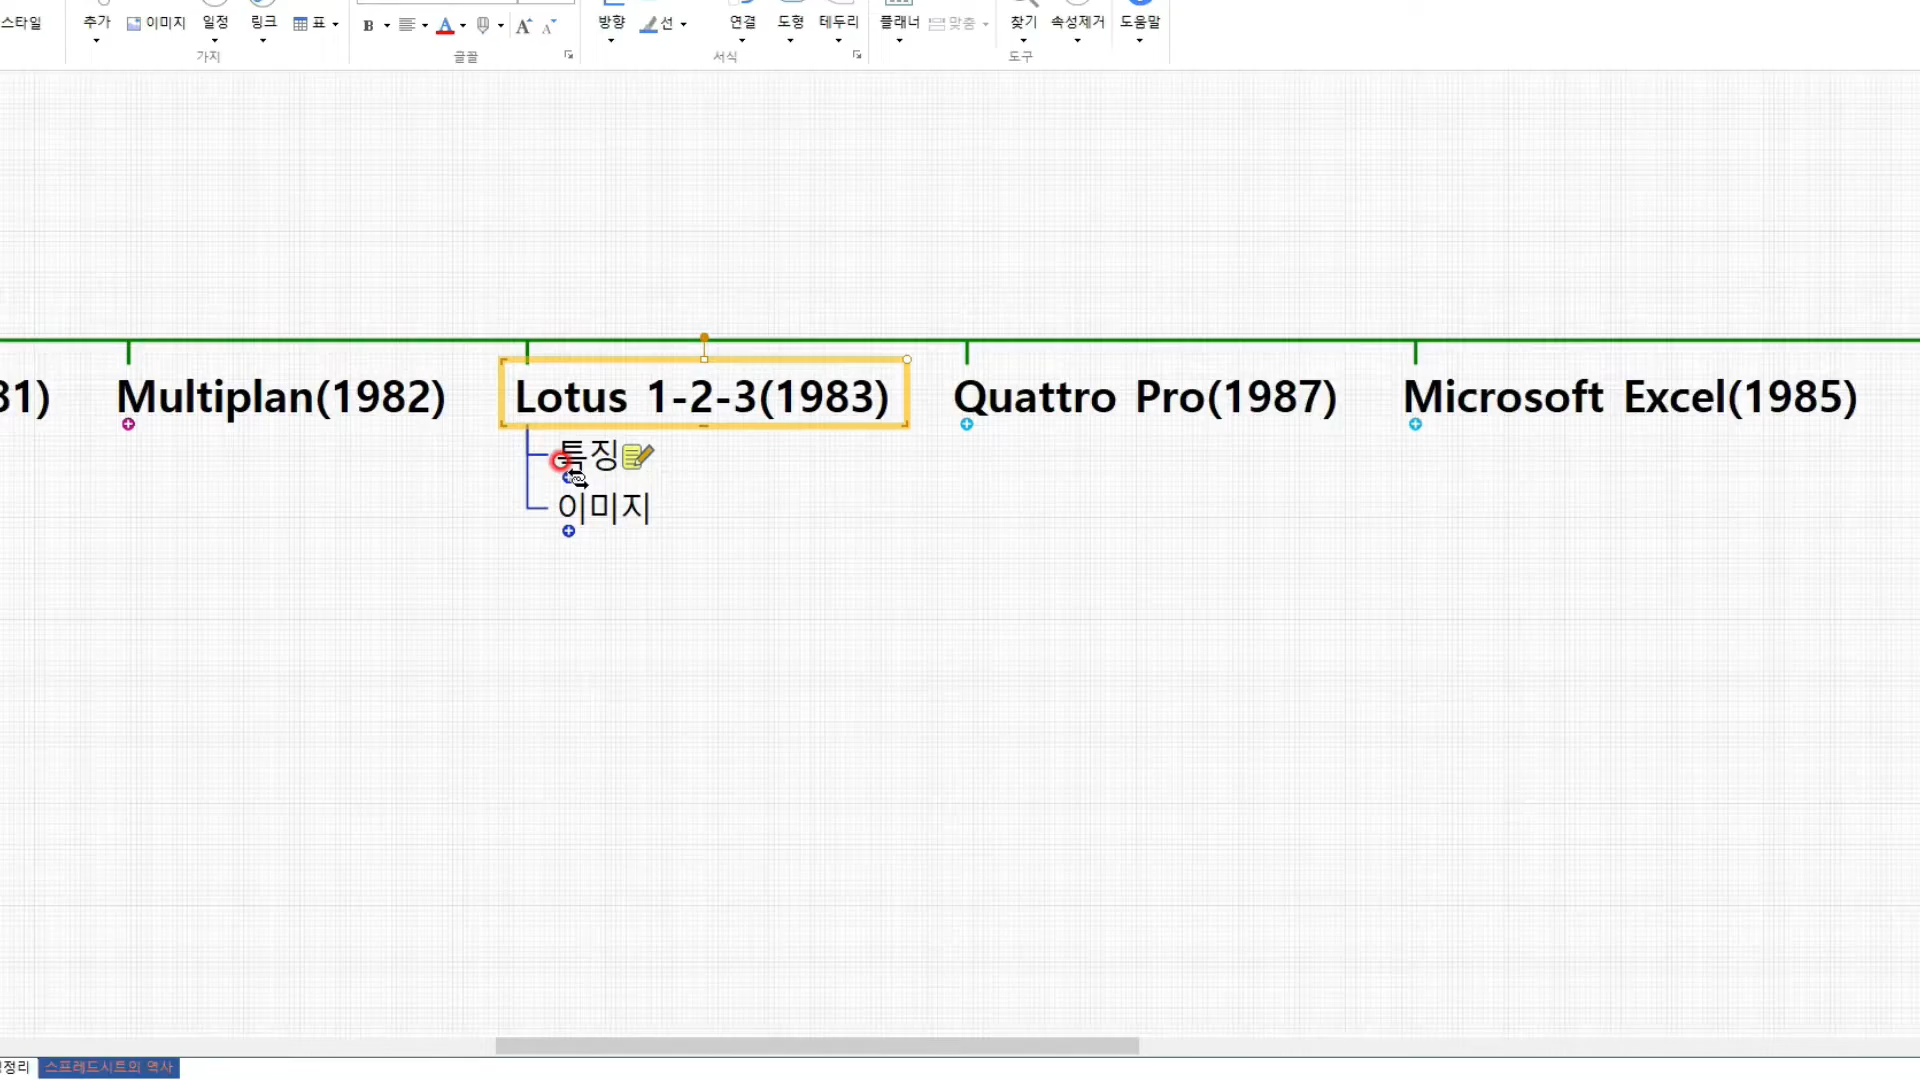 스타일
추가
이미지
일정
링크
표
가지
B
A
A
A
글꼴
방향
선
연결
도형
테두리
서식
플래너
맞춤
찾기
속성제거
도움말
도구
31)
Multiplan(1982)
Lotus 1-2-3(1983)
Quattro Pro(1987)
Microsoft Excel(1985)
특징
이미지
정리
스프레드시트의 역사